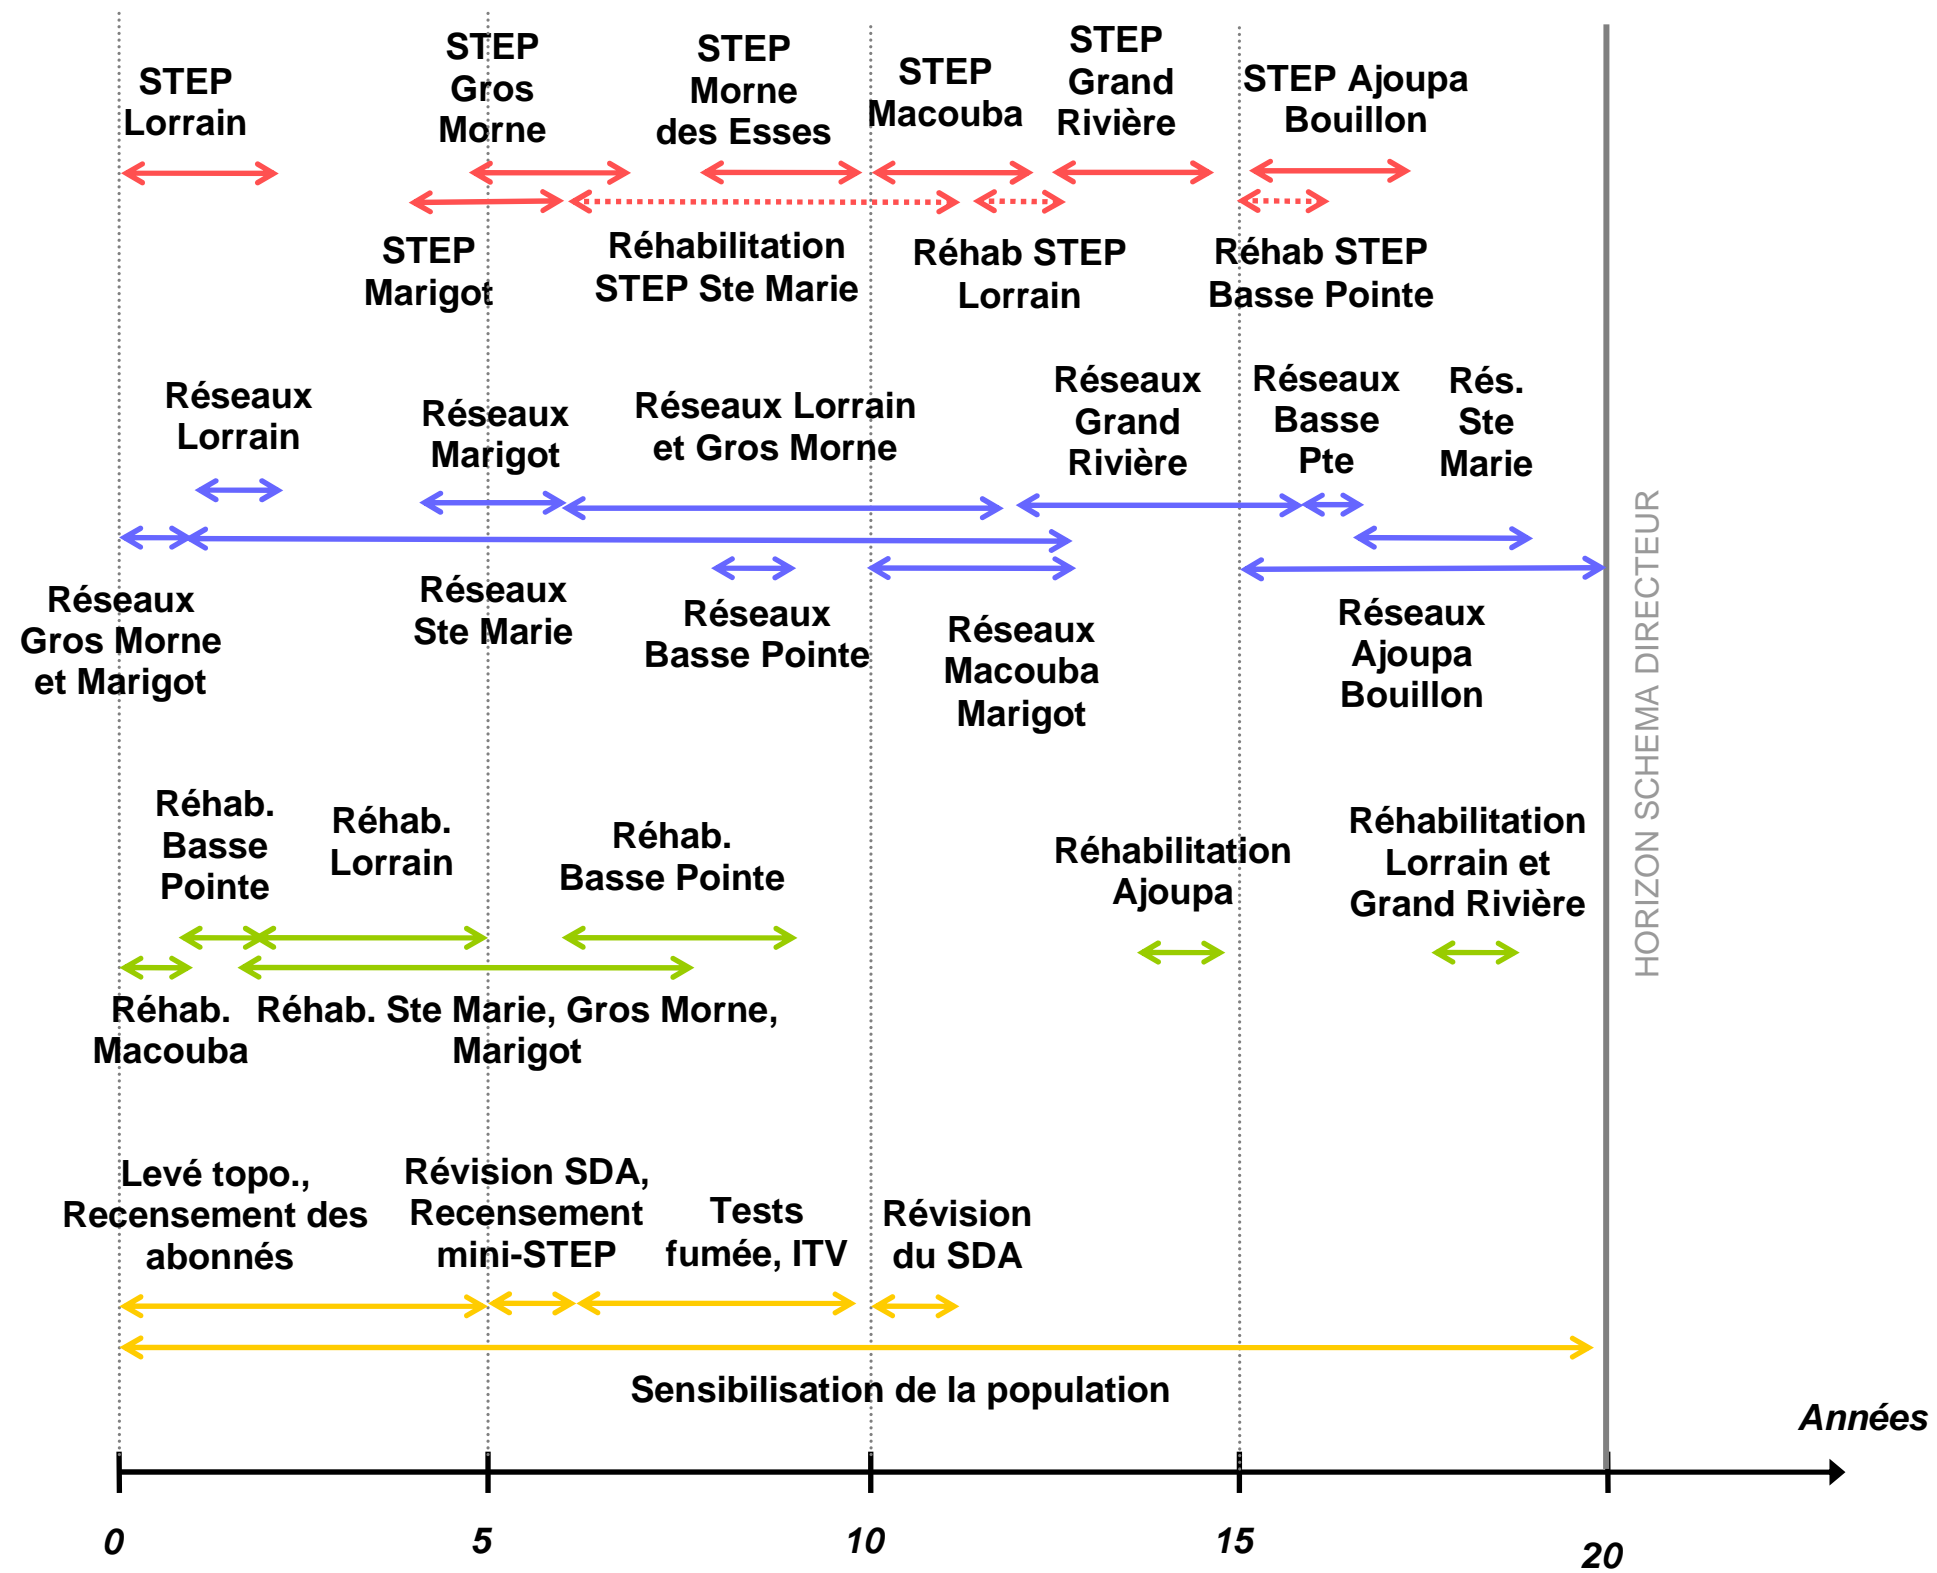 STEP
Lorrain
STEP
Gros
Morne
STEP
Morne
des Esses
STEP
Macouba
STEP
Grand
Rivière
STEP Ajoupa
Bouillon
STEP
Marigot
Réhabilitation
STEP Ste Marie
Réhab STEP
Lorrain
Réhab STEP
Basse Pointe
Réseaux
Lorrain
Réseaux
Marigot
Réseaux Lorrain
et Gros Morne
Réseaux
Grand
Rivière
Réseaux
Basse
Pte
Rés.
Ste
Marie
Réseaux
Gros Morne
et Marigot
Réseaux
Ste Marie
Réseaux
Basse Pointe
Réseaux
Macouba
Marigot
Réseaux
Ajoupa
Bouillon
HORIZON SCHEMA DIRECTEUR
Réhab.
Basse
Pointe
Réhab.
Lorrain
Réhab.
Basse Pointe
Réhabilitation
Ajoupa
Réhabilitation
Lorrain et
Grand Rivière
Réhab.
Macouba
Réhab. Ste Marie, Gros Morne,
Marigot
Levé topo.,
Recensement des
abonnés
Révision SDA,
Recensement
mini-STEP
Tests
fumée, ITV
Révision
du SDA
Sensibilisation de la population
Années
0
5
10
15
20